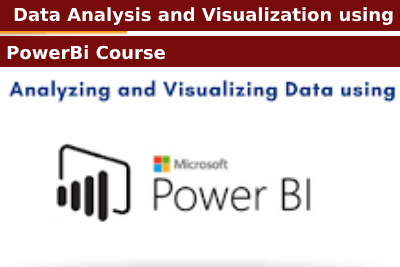 Data Analysis and Visualization using
PowerBi Course
Analyzing and Visualizing Data using
Microsoft
Power BI